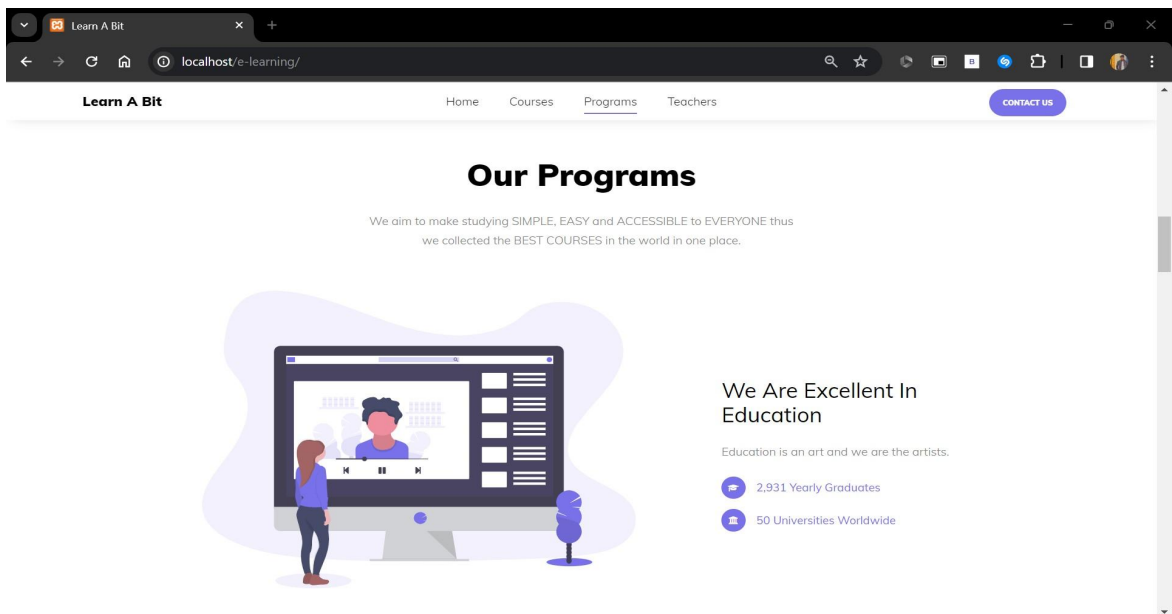 Learn A Bit
localhost/e-learning/
Learn A Bit
Home Courses Programs Teachers
CONTACT US
Our Programs
We aim to make studying SIMPLE, EASY and ACCESSIBLE to EVERYONE thus
we collected the BEST COURSES in the world in one place.
We Are Excellent In
Education
Education is an art and we are the artists.
2,931 Yearly Graduates
50 Universities Worldwide